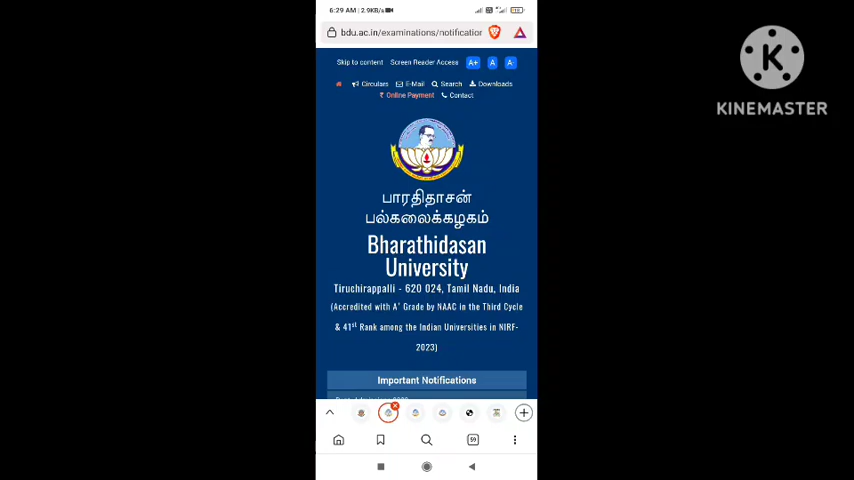 6:29 AM | 2.9KB/s
bdu.ac.in/examinations/notification
Skip to content Screen Reader Access A+ A A-
Circulars E-Mail Search Downloads
₹ Online Payment Contact
பாரதிதாசன்
பல்கலைக்கழகம்
Bharathidasan
University
Tiruchirappalli - 620 024, Tamil Nadu, India
(Accredited with A+ Grade by NAAC in the Third Cycle
& 41st Rank among the Indian Universities in NIRF-
2023)
Important Notifications
59
K
KINEMASTER